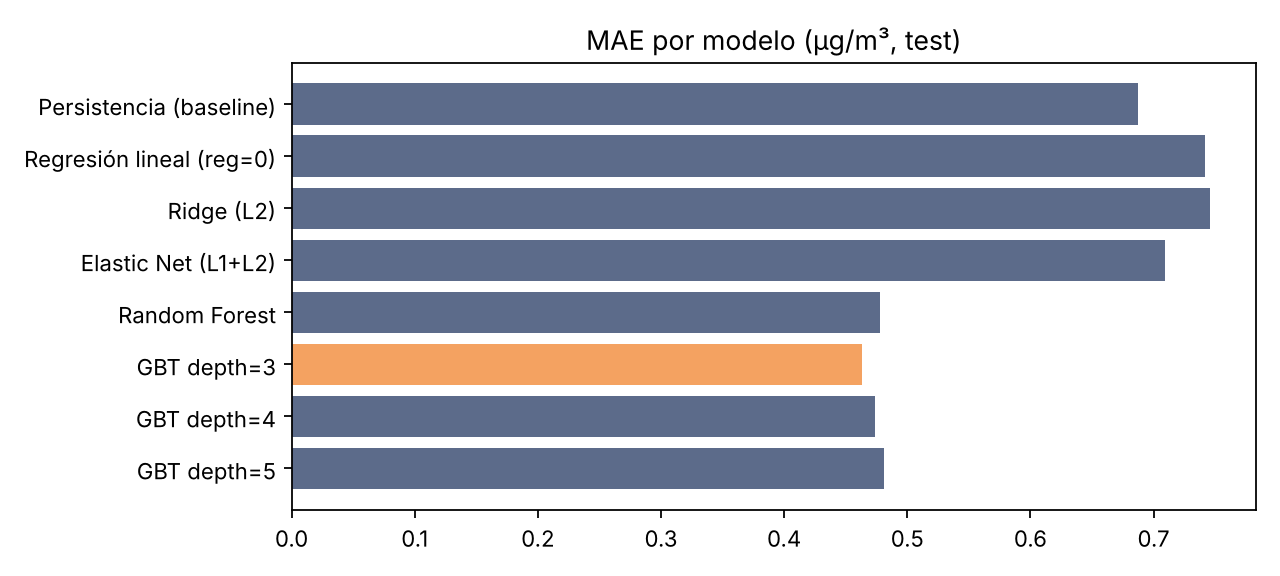 MAE por modelo (µg/m³, test)
Persistencia (baseline)
Regresión lineal (reg=0)
Ridge (L2)
Elastic Net (L1+L2)
Random Forest
GBT depth=3
GBT depth=4
GBT depth=5
0.0 0.1 0.2 0.3 0.4 0.5 0.6 0.7